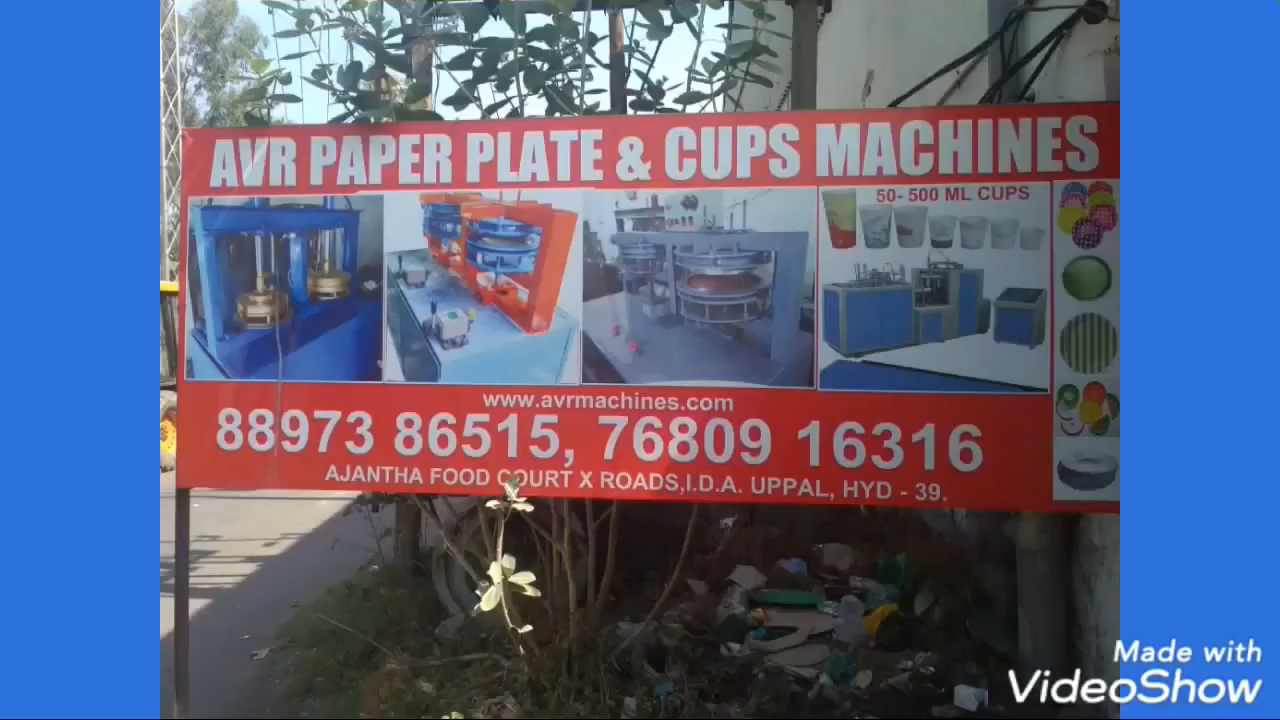 AVR PAPER PLATE & CUPS MACHINES
50- 500 ML CUPS
www.avrmachines.com
88973 86515, 76809 16316
AJANTHA FOOD COURT X ROADS,I.D.A. UPPAL, HYD - 39.
Made with
VideoShow